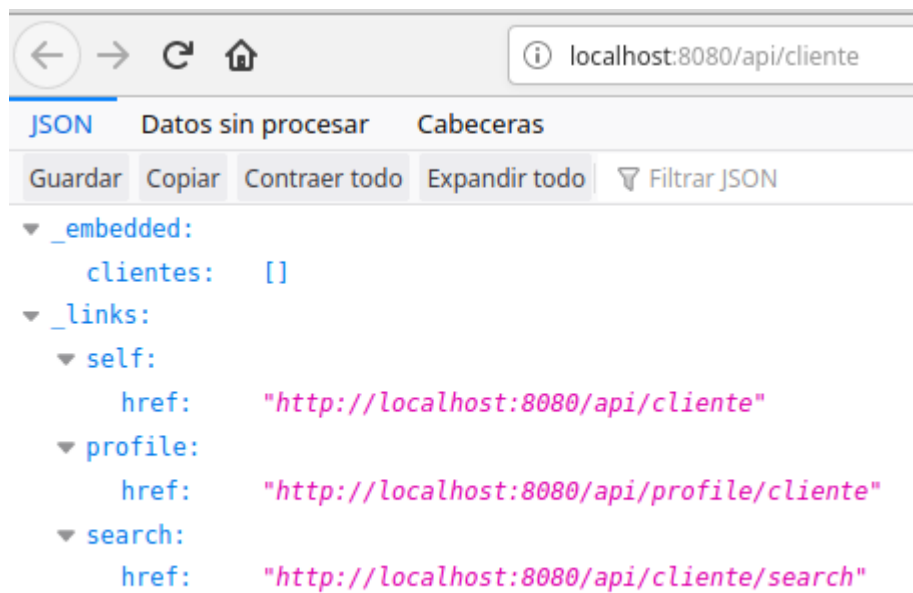 localhost:8080/api/cliente
JSON Datos sin procesar Cabeceras
Guardar Copiar Contraer todo Expandir todo Filtrar JSON
_embedded:
clientes: []
_links:
self:
href: "http://localhost:8080/api/cliente"
profile:
href: "http://localhost:8080/api/profile/cliente"
search:
href: "http://localhost:8080/api/cliente/search"